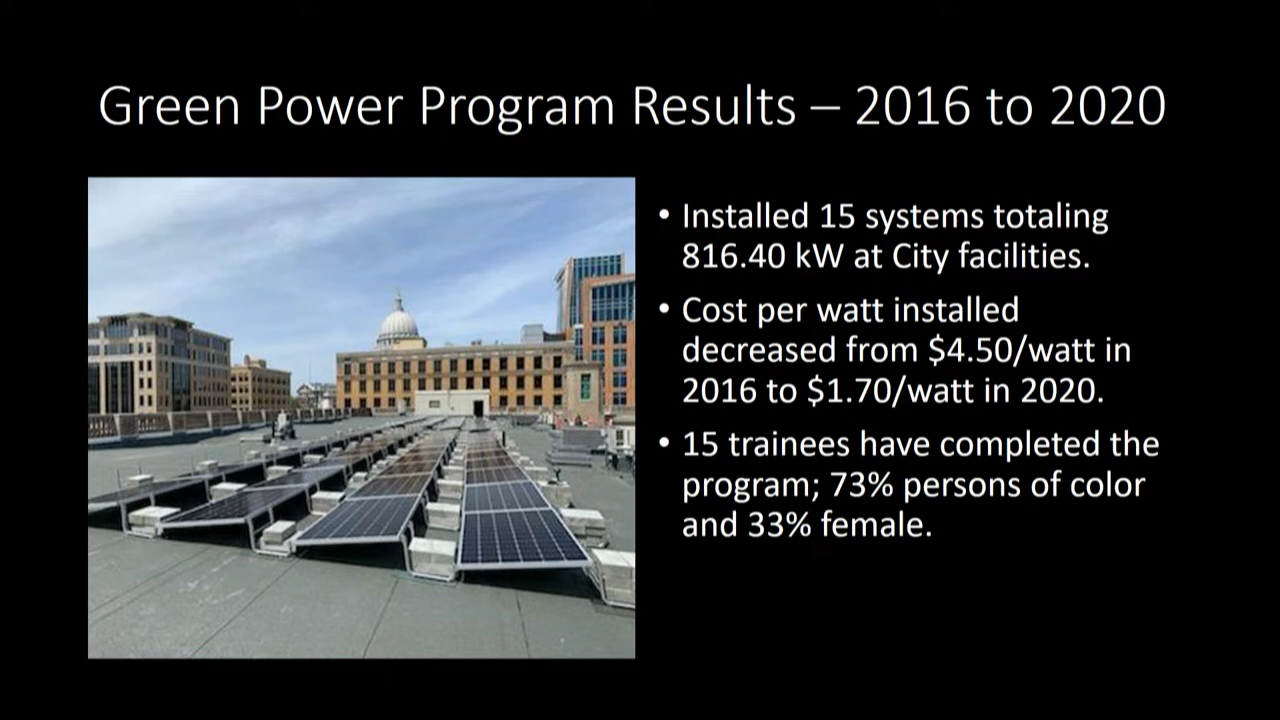 Green Power Program Results – 2016 to 2020
• Installed 15 systems totaling
816.40 kW at City facilities.
• Cost per watt installed
decreased from $4.50/watt in
2016 to $1.70/watt in 2020.
• 15 trainees have completed the
program; 73% persons of color
and 33% female.